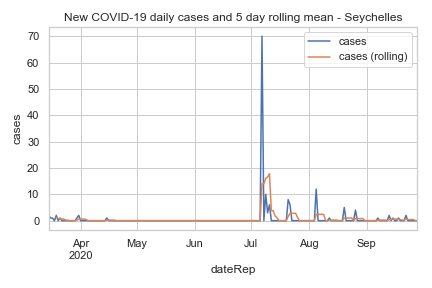 New COVID-19 daily cases and 5 day rolling mean - Seychelles
cases
cases (rolling)
cases
70
60
50
40
30
20
10
0
Apr May Jun Jul Aug Sep
2020
dateRep